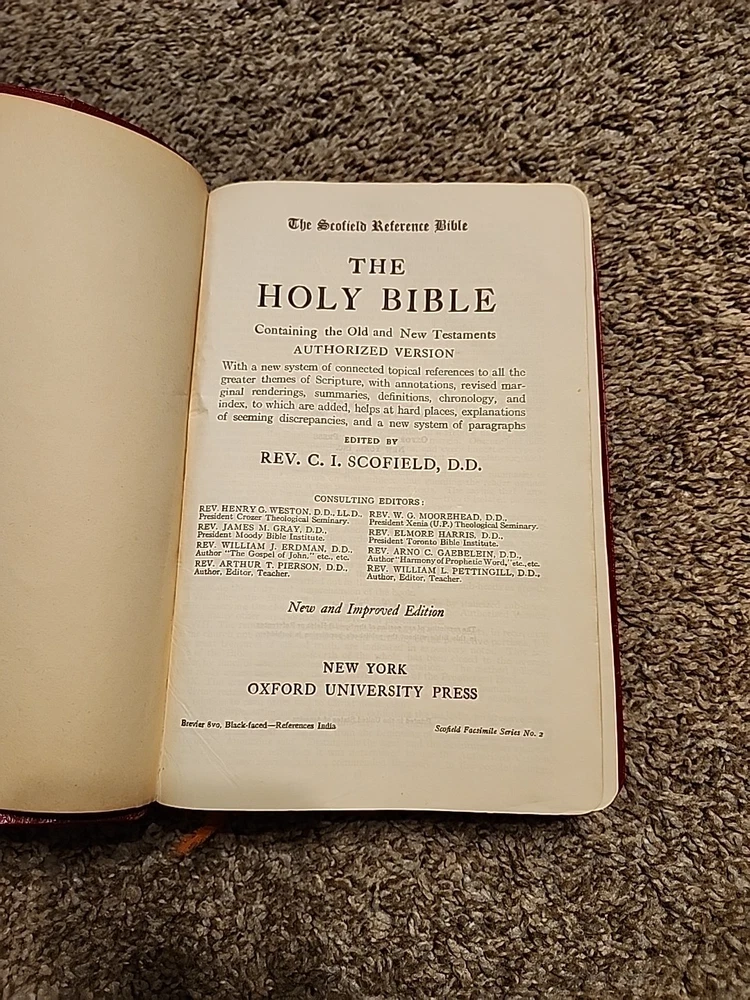 The Scofield Reference Bible
THE
HOLY BIBLE
Containing the Old and New Testaments
AUTHORIZED VERSION
With a new system of connected topical references to all the
greater themes of Scripture, with annotations, revised mar-
ginal renderings, summaries, definitions, chronology, and
index, to which are added, helps at hard places, explanations
of seeming discrepancies, and a new system of paragraphs
EDITED BY
REV. C. I. SCOFIELD, D.D.
CONSULTING EDITORS:
REV. HENRY G. WESTON, D.D., LL.D.,
President Crozer Theological Seminary.
REV. JAMES M. GRAY, D.D.,
President Moody Bible Institute.
REV. WILLIAM J. ERDMAN, D.D.,
Author "The Gospel of John," etc., etc.
REV. ARTHUR T. PIERSON, D.D.,
Author, Editor, Teacher.
REV. W. G. MOOREHEAD, D.D.,
President Xenia (U.P.) Theological Seminary.
REV. ELMORE HARRIS, D.D.,
President Toronto Bible Institute.
REV. ARNO C. GAEBELEIN, D.D.,
Author "Harmony of Prophetic Word," etc., etc.
REV. WILLIAM L. PETTINGILL, D.D.,
Author, Editor, Teacher.
New and Improved Edition
NEW YORK
OXFORD UNIVERSITY PRESS
Brevier 8vo, Black-faced—References India
Scofield Facsimile Series No. 2